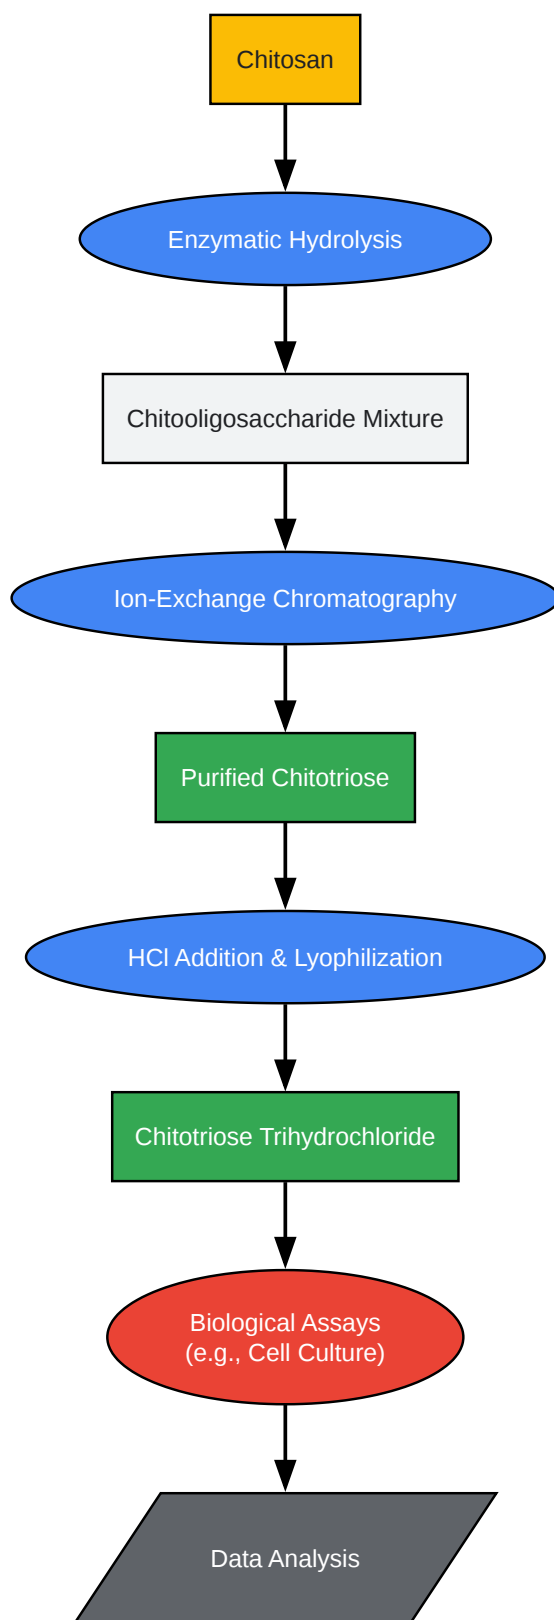 Chitosan
Enzymatic Hydrolysis
Chitooligosaccharide Mixture
Ion-Exchange Chromatography
Purified Chitotriose
HCl Addition & Lyophilization
Chitotriose Trihydrochloride
Biological Assays
(e.g., Cell Culture)
Data Analysis